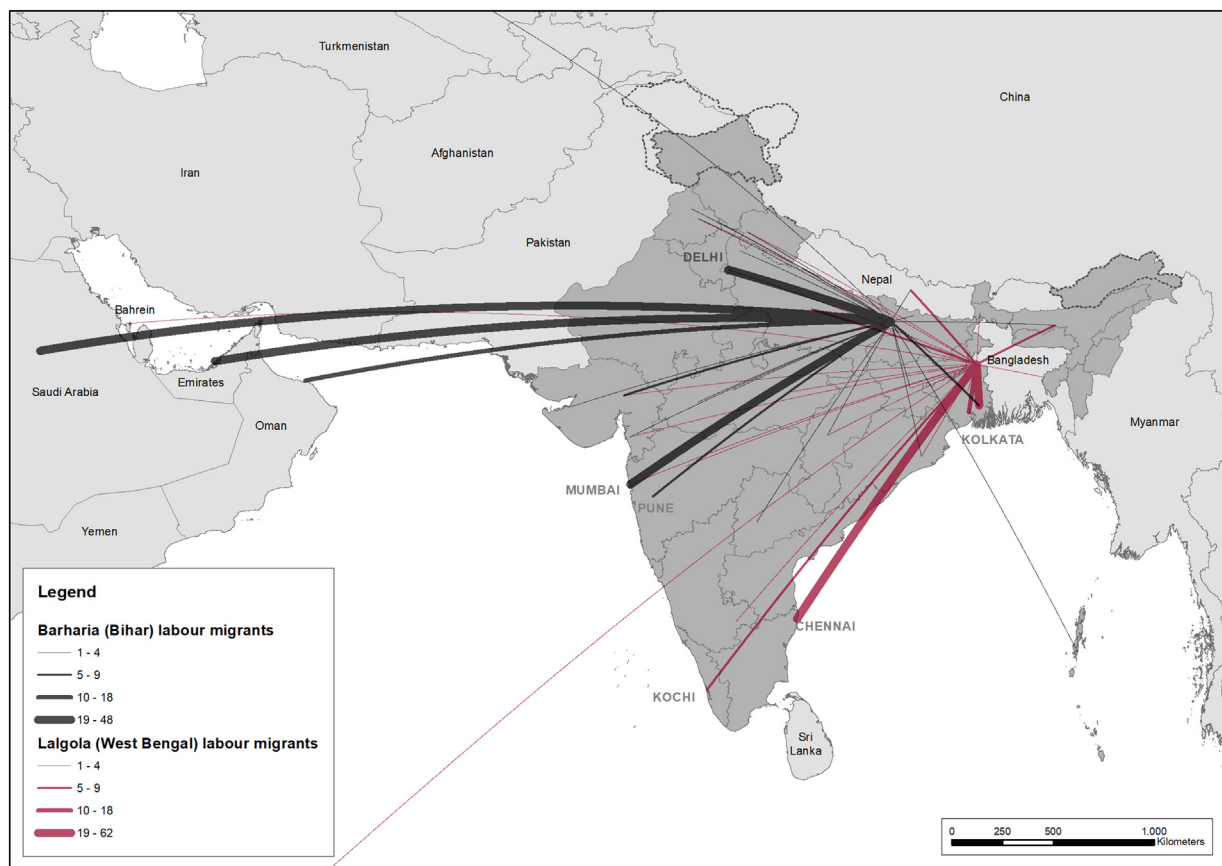 Turkmenistan
China
Afghanistan
Iran
Pakistan
DELHI
Nepal
Bahrain
Bangladesh
Emirates
Saudi Arabia
Oman
Myanmar
KOLKATA
MUMBAI
PUNE
Yemen
CHENNAI
KOCHI
Sri
Lanka
Legend
Barharia (Bihar) labour migrants
1 - 4
5 - 9
10 - 18
19 - 48
Lalgola (West Bengal) labour migrants
1 - 4
5 - 9
10 - 18
19 - 62
0 250 500 1.000
Kilometers